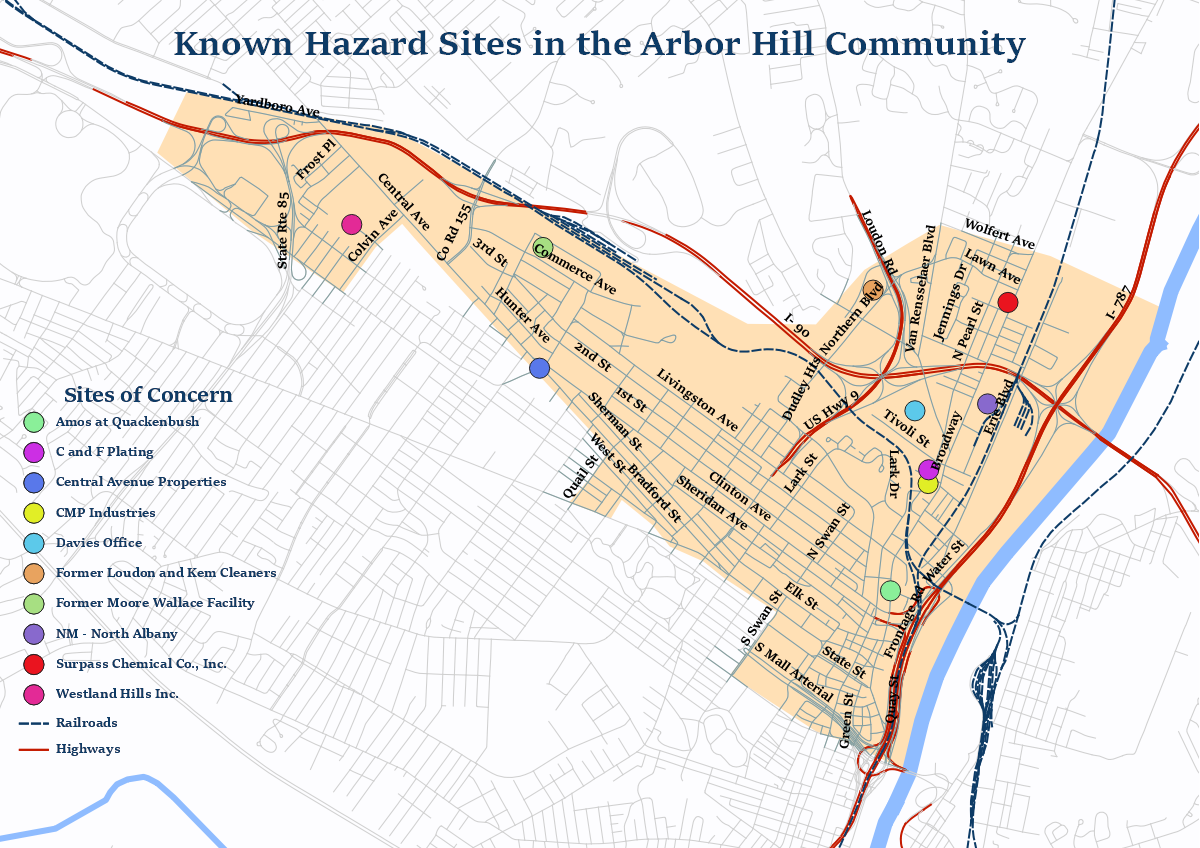 Known Hazard Sites in the Arbor Hill Community
Yardboro Ave
Frost Pl
State Rte 85
Colvin Ave
Central Ave
Co Rd 155
3rd St
Commerce Ave
Hunter Ave
2nd St
1st St
Livingston Ave
Sherman St
West St
Bradford St
Quail St
Sheridan Ave
Clinton Ave
Loudon Rd
Wolfert Ave
Lawn Ave
Van Rensselaer Blvd
Jennings Dr
N Pearl St
Northern Blvd
I- 90
I- 787
Dudley Hts
US Hwy 9
Tivoli St
Broadway
Erie Blvd
Lark St
Lark Dr
N Swan St
Water St
Elk St
S Swan St
Frontage Rd
State St
S Mall Arterial
Quay St
Green St
Sites of Concern
Amos at Quackenbush
C and F Plating
Central Avenue Properties
CMP Industries
Davies Office
Former Loudon and Kem Cleaners
Former Moore Wallace Facility
NM - North Albany
Surpass Chemical Co., Inc.
Westland Hills Inc.
Railroads
Highways